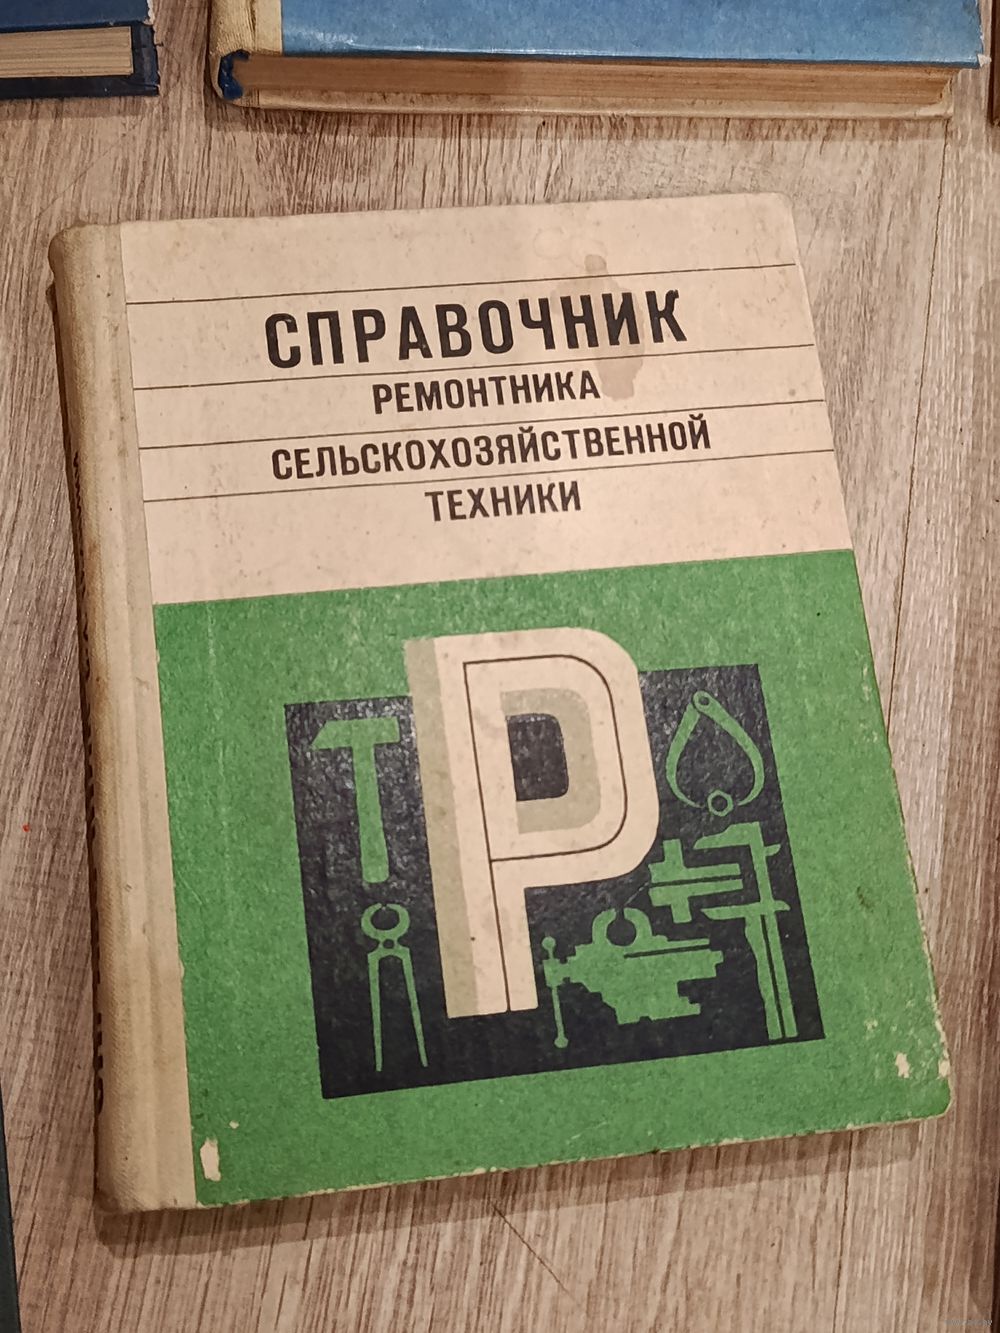 СПРАВОЧНИК
РЕМОНТНИКА
СЕЛЬСКОХОЗЯЙСТВЕННОЙ
ТЕХНИКИ
Р